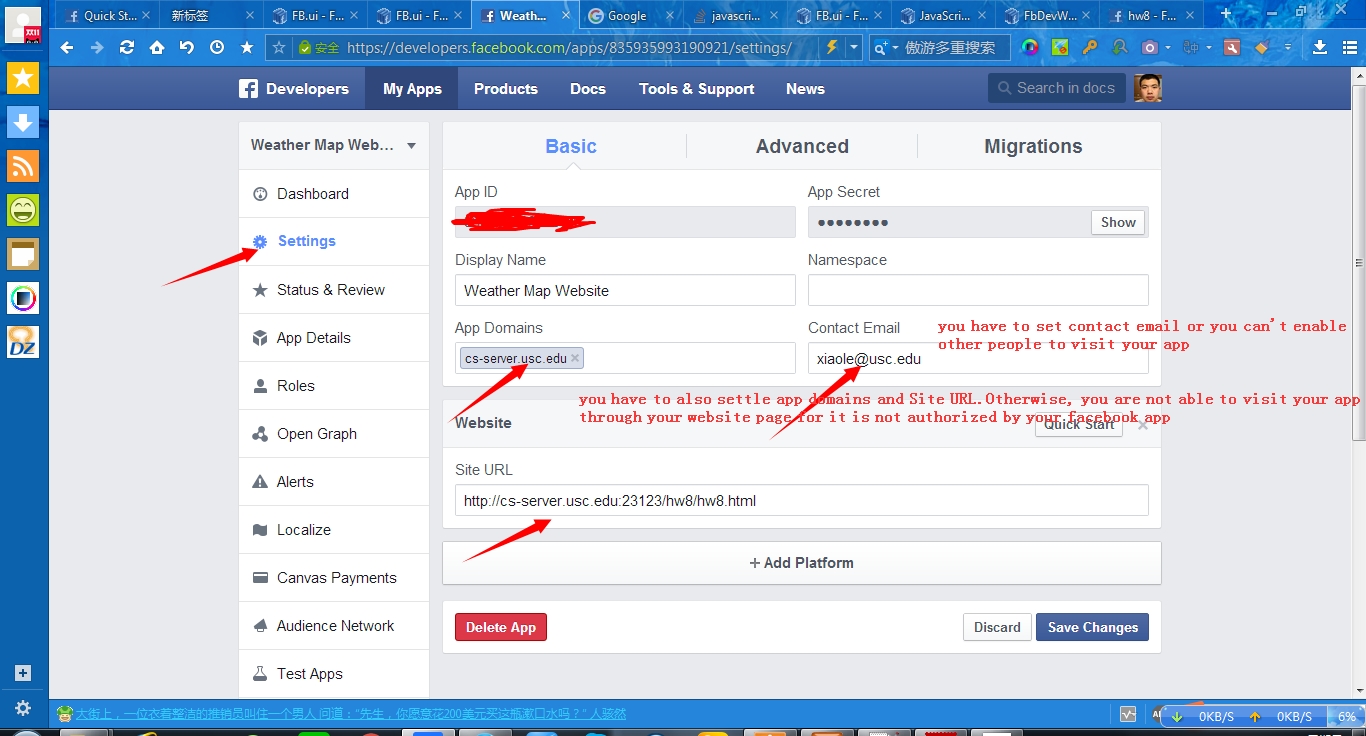 Quick St...
新标签
FB.ui - F...
FB.ui - F...
Weath...
Google
javascri...
FB.ui - F...
JavaScri...
FbDevW...
hw8 - F...
安全 https://developers.facebook.com/apps/835935993190921/settings/
傲游多重搜索
Developers
My Apps
Products
Docs
Tools & Support
News
Search in docs
Weather Map Web...
Dashboard
Settings
Status & Review
App Details
Roles
Open Graph
Alerts
Localize
Canvas Payments
Audience Network
Test Apps
Basic
Advanced
Migrations
App ID
App Secret
Show
Display Name
Namespace
Weather Map Website
App Domains
Contact Email
you have to set contact email or you can't enable
other people to visit your app
cs-server.usc.edu
xiaole@usc.edu
you have to also settle app domains and Site URL.Otherwise, you are not able to visit your app
through your website page for it is not authorized by your facebook app
Website
Quick Start
Site URL
http://cs-server.usc.edu:23123/hw8/hw8.html
+ Add Platform
Delete App
Discard
Save Changes
DZ
大街上，一位衣着整洁的推销员叫住一个男人 问道："先生，你愿意花200美元买这瓶漱口水吗？" 人骇然
0KB/S
0KB/S
6%